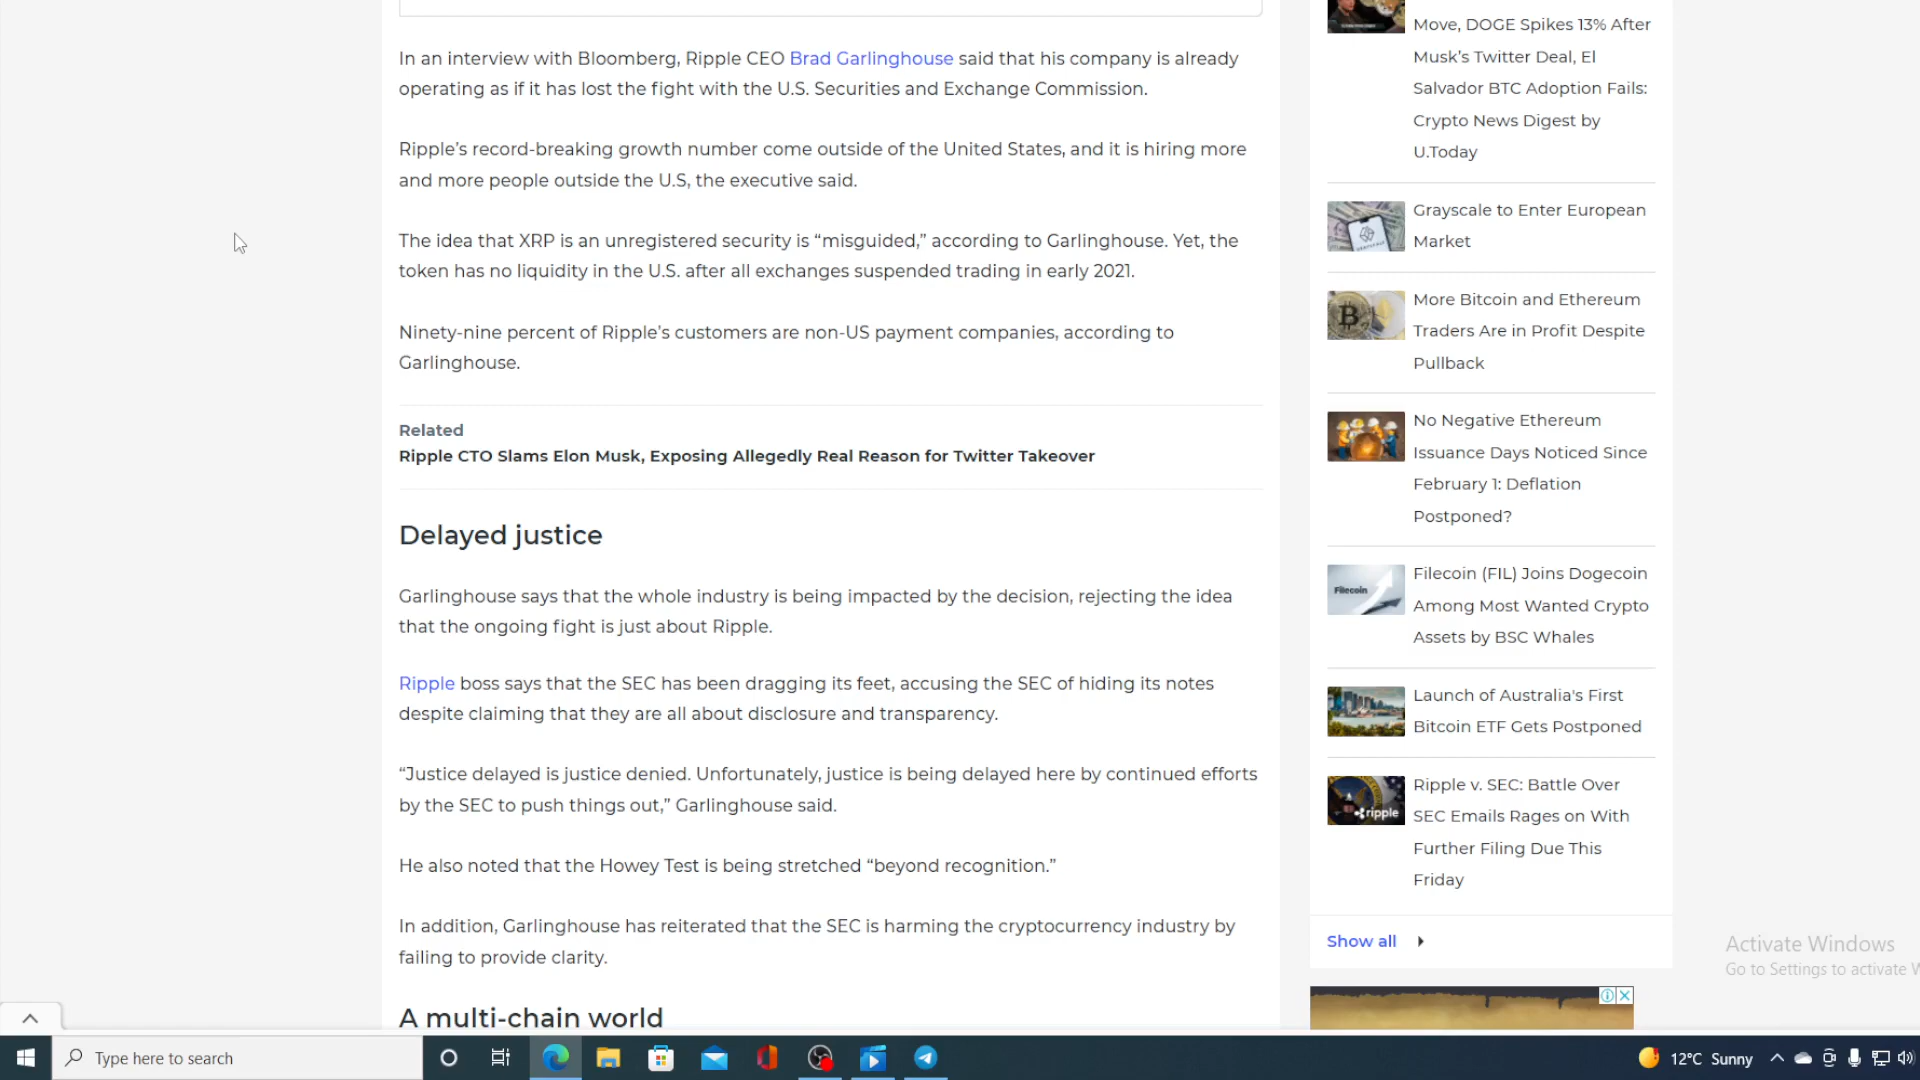 In an interview with Bloomberg, Ripple CEO Brad Garlinghouse said that his company is already
operating as if it has lost the fight with the U.S. Securities and Exchange Commission.
Ripple’s record-breaking growth number come outside of the United States, and it is hiring more
and more people outside the U.S, the executive said.
The idea that XRP is an unregistered security is “misguided,” according to Garlinghouse. Yet, the
token has no liquidity in the U.S. after all exchanges suspended trading in early 2021.
Ninety-nine percent of Ripple’s customers are non-US payment companies, according to
Garlinghouse.
Related
Ripple CTO Slams Elon Musk, Exposing Allegedly Real Reason for Twitter Takeover
Delayed justice
Garlinghouse says that the whole industry is being impacted by the decision, rejecting the idea
that the ongoing fight is just about Ripple.
Ripple boss says that the SEC has been dragging its feet, accusing the SEC of hiding its notes
despite claiming that they are all about disclosure and transparency.
“Justice delayed is justice denied. Unfortunately, justice is being delayed here by continued efforts
by the SEC to push things out,” Garlinghouse said.
He also noted that the Howey Test is being stretched “beyond recognition.”
In addition, Garlinghouse has reiterated that the SEC is harming the cryptocurrency industry by
failing to provide clarity.
A multi-chain world
Move, DOGE Spikes 13% After
Musk’s Twitter Deal, El
Salvador BTC Adoption Fails:
Crypto News Digest by
U.Today
Grayscale to Enter European
Market
More Bitcoin and Ethereum
Traders Are in Profit Despite
Pullback
No Negative Ethereum
Issuance Days Noticed Since
February 1: Deflation
Postponed?
Filecoin
Filecoin (FIL) Joins Dogecoin
Among Most Wanted Crypto
Assets by BSC Whales
Launch of Australia's First
Bitcoin ETF Gets Postponed
ripple
Ripple v. SEC: Battle Over
SEC Emails Rages on With
Further Filing Due This
Friday
Show all
Activate Windows
Go to Settings to activate W
Type here to search
12°C Sunny